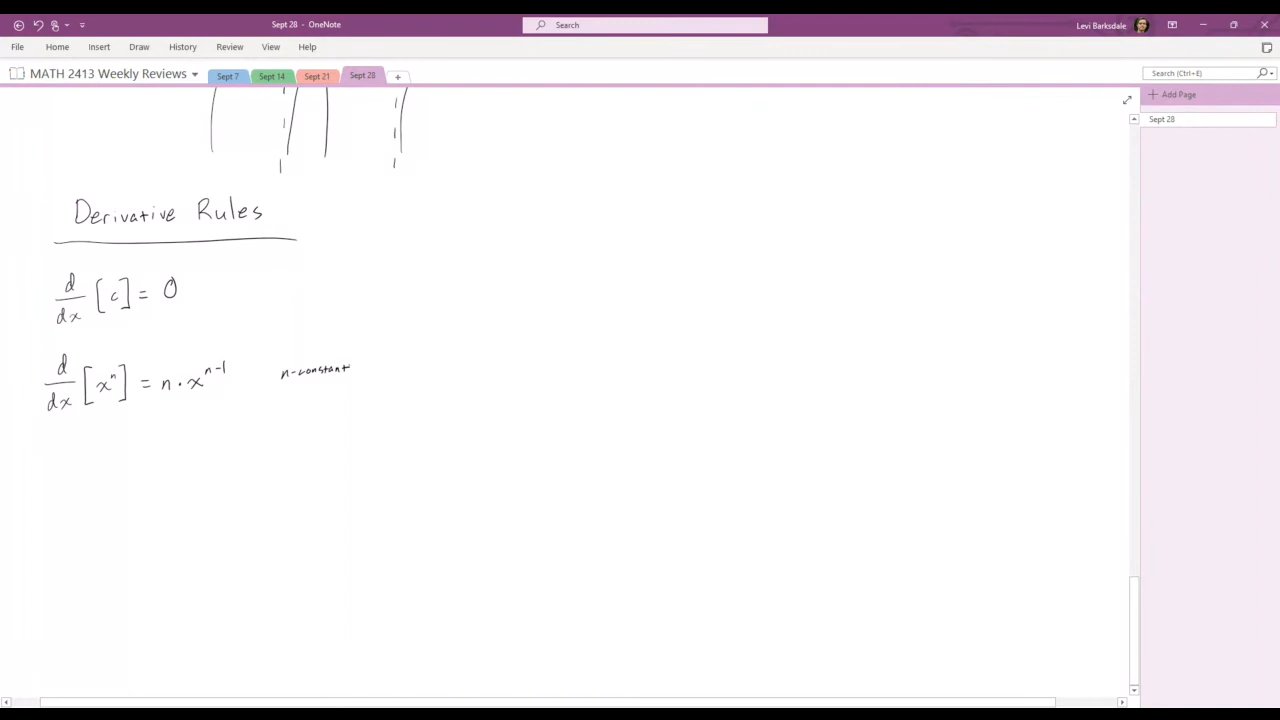 Sept 28 - OneNote
Search
Levi Barksdale
File Home Insert Draw History Review View Help
MATH 2413 Weekly Reviews
Sept 7 Sept 14 Sept 21 Sept 28 +
Search (Ctrl+E)
Add Page
Sept 28
Derivative Rules
d/dx [c] = 0
d/dx [xⁿ] = n · xⁿ⁻¹ n-constant